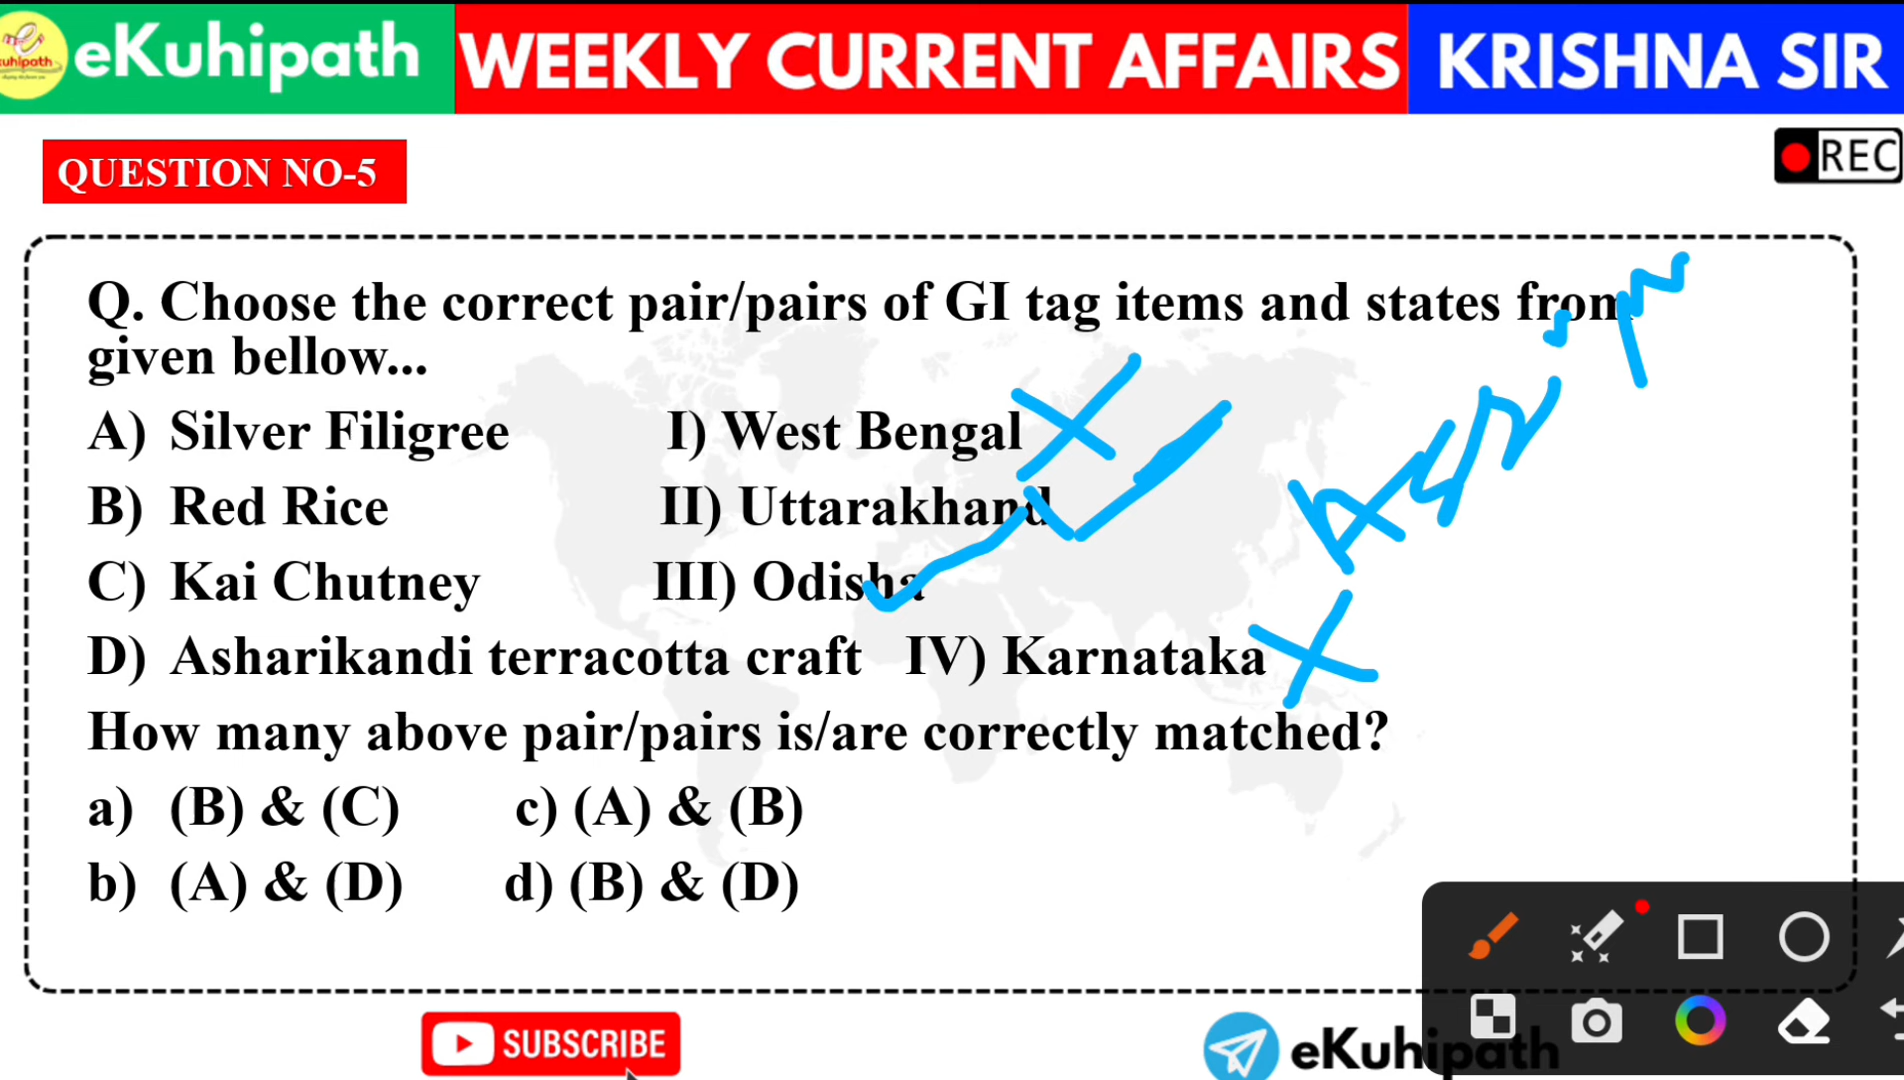 eKuhipath WEEKLY CURRENT AFFAIRS KRISHNA SIR
QUESTION NO-5
REC
Q. Choose the correct pair/pairs of GI tag items and states from
given bellow...
A) Silver Filigree I) West Bengal
B) Red Rice II) Uttarakhand
C) Kai Chutney III) Odisha
D) Asharikandi terracotta craft IV) Karnataka
How many above pair/pairs is/are correctly matched?
a) (B) & (C) c) (A) & (B)
b) (A) & (D) d) (B) & (D)
SUBSCRIBE
eKuhipath